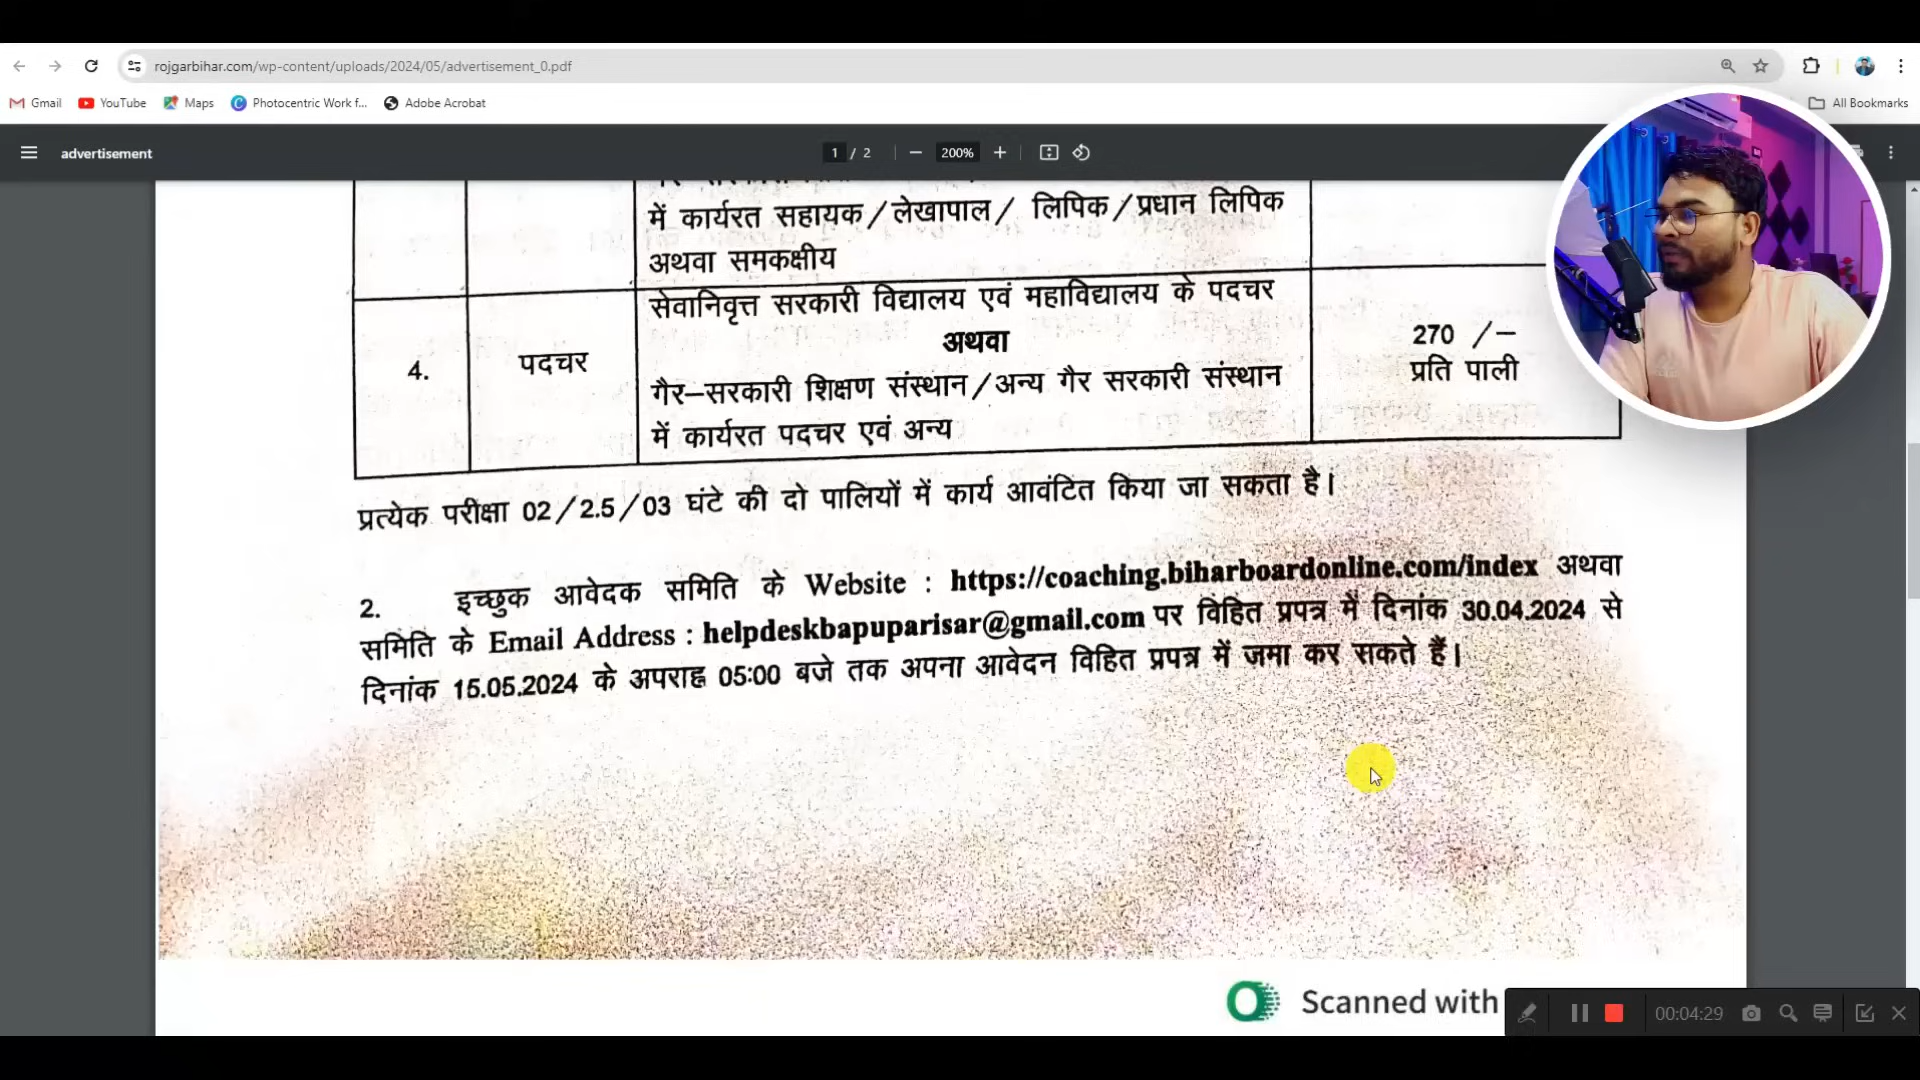 rojgarbihar.com/wp-content/uploads/2024/05/advertisement_0.pdf
Gmail YouTube Maps Photocentric Work f... Adobe Acrobat All Bookmarks
advertisement 1 / 2 200%
में कार्यरत सहायक/लेखापाल/ लिपिक/प्रधान लिपिक
अथवा समकक्षीय
सेवानिवृत्त सरकारी विद्यालय एवं महाविद्यालय के पदचर
अथवा
4. पदचर गैर–सरकारी शिक्षण संस्थान/अन्य गैर सरकारी संस्थान 270 /–
में कार्यरत पदचर एवं अन्य प्रति पाली
प्रत्येक परीक्षा 02/2.5/03 घंटे की दो पालियों में कार्य आवंटित किया जा सकता है।
2. इच्छुक आवेदक समिति के Website : https://coaching.biharboardonline.com/index अथवा
समिति के Email Address : helpdeskbapuparisar@gmail.com पर विहित प्रपत्र में दिनांक 30.04.2024 से
दिनांक 15.05.2024 के अपराह्न 05:00 बजे तक अपना आवेदन विहित प्रपत्र में जमा कर सकते हैं।
Scanned with
00:04:29